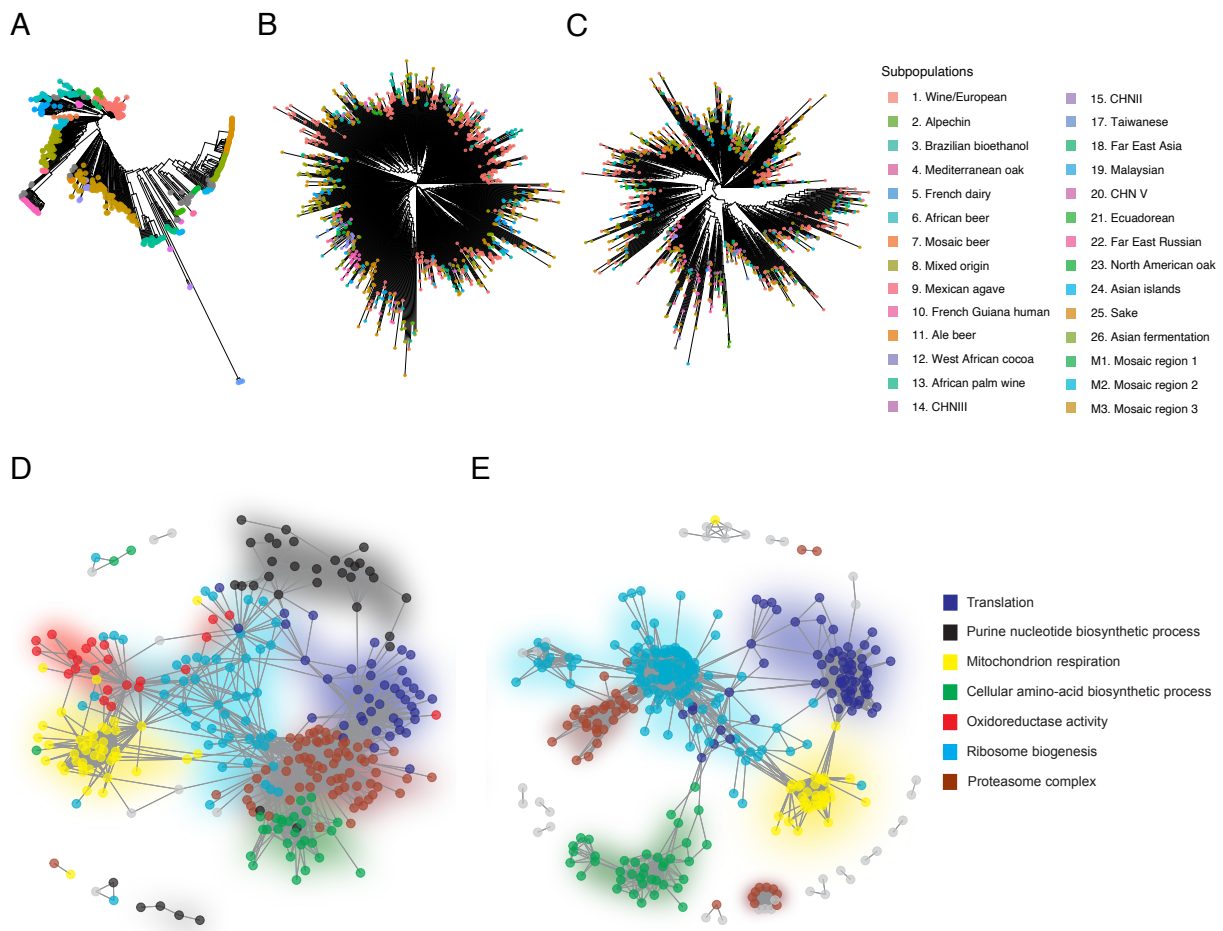 A
B
C
Subpopulations
1. Wine/European
2. Alpechin
3. Brazilian bioethanol
4. Mediterranean oak
5. French dairy
6. African beer
7. Mosaic beer
8. Mixed origin
9. Mexican agave
10. French Guiana human
11. Ale beer
12. West African cocoa
13. African palm wine
14. CHNIII
15. CHNII
17. Taiwanese
18. Far East Asia
19. Malaysian
20. CHN V
21. Ecuadorean
22. Far East Russian
23. North American oak
24. Asian islands
25. Sake
26. Asian fermentation
M1. Mosaic region 1
M2. Mosaic region 2
M3. Mosaic region 3
D
E
Translation
Purine nucleotide biosynthetic process
Mitochondrion respiration
Cellular amino-acid biosynthetic process
Oxidoreductase activity
Ribosome biogenesis
Proteasome complex